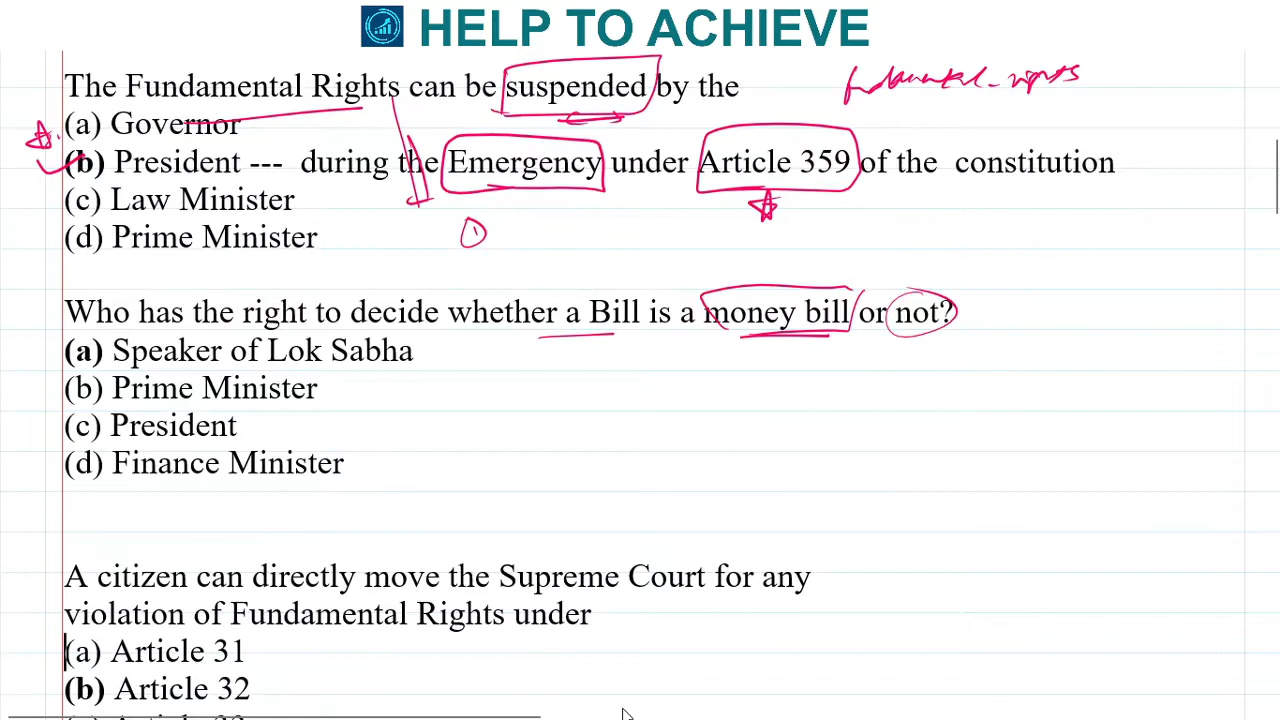 HELP TO ACHIEVE
The Fundamental Rights can be suspended by the
fundamental rights
(a) Governor
(b) President --- during the Emergency under Article 359 of the constitution
(c) Law Minister
(d) Prime Minister
Who has the right to decide whether a Bill is a money bill or not?
(a) Speaker of Lok Sabha
(b) Prime Minister
(c) President
(d) Finance Minister
A citizen can directly move the Supreme Court for any
violation of Fundamental Rights under
(a) Article 31
(b) Article 32